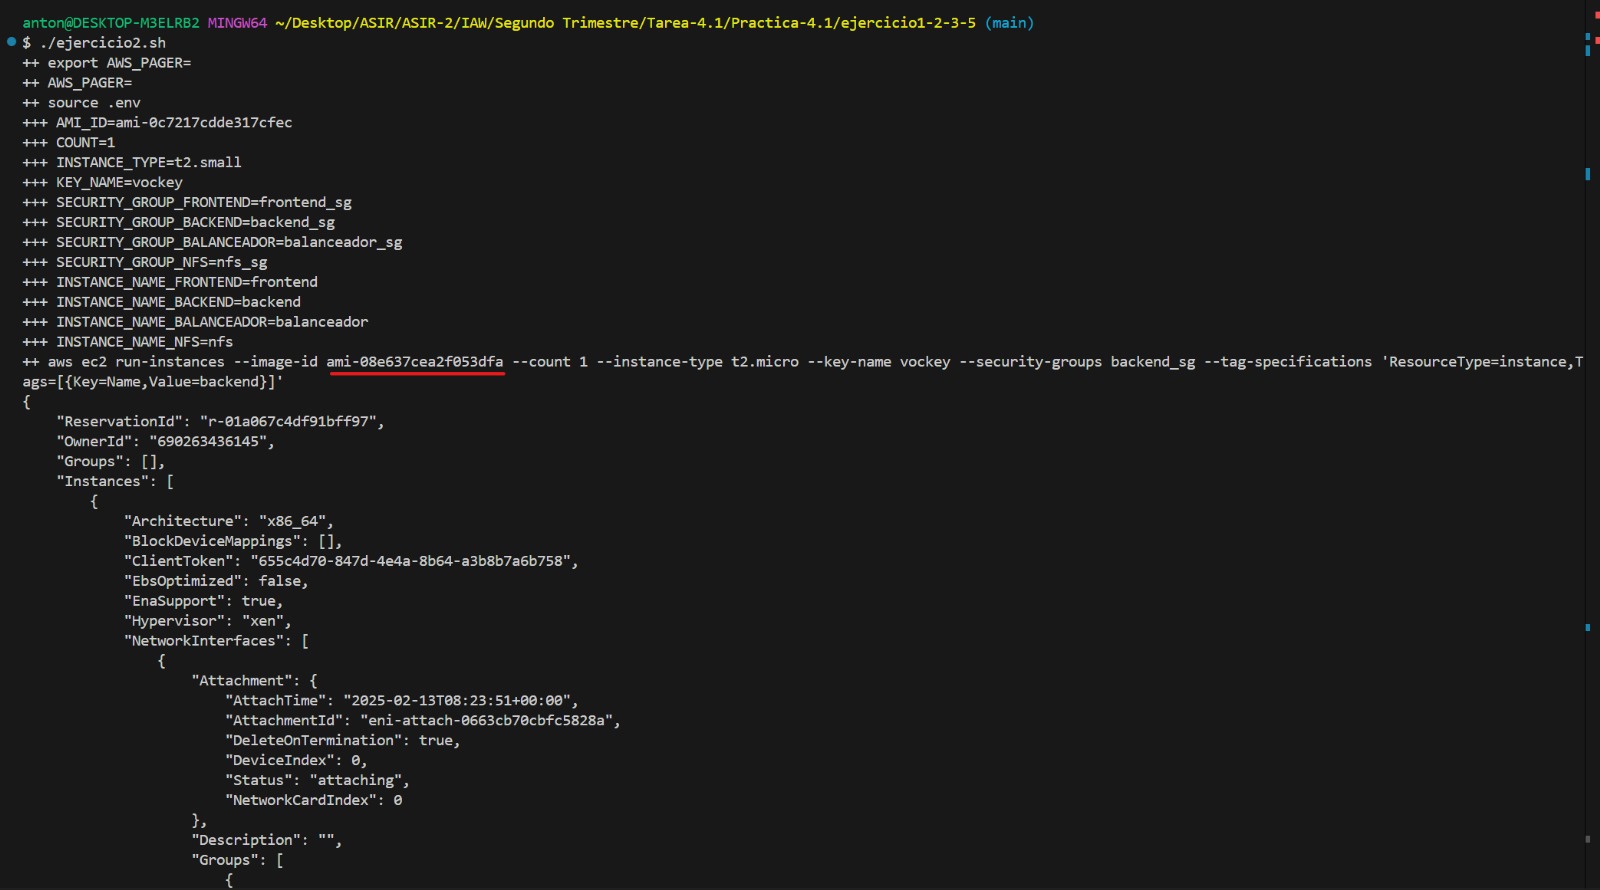 anton@DESKTOP-M3ELRB2 MINGW64 ~/Desktop/ASIR/ASIR-2/IAW/Segundo Trimestre/Tarea-4.1/Practica-4.1/ejercicio1-2-3-5 (main)
$ ./ejercicio2.sh
++ export AWS_PAGER=
++ AWS_PAGER=
++ source .env
+++ AMI_ID=ami-0c7217cdde317cfec
+++ COUNT=1
+++ INSTANCE_TYPE=t2.small
+++ KEY_NAME=vockey
+++ SECURITY_GROUP_FRONTEND=frontend_sg
+++ SECURITY_GROUP_BACKEND=backend_sg
+++ SECURITY_GROUP_BALANCEADOR=balanceador_sg
+++ SECURITY_GROUP_NFS=nfs_sg
+++ INSTANCE_NAME_FRONTEND=frontend
+++ INSTANCE_NAME_BACKEND=backend
+++ INSTANCE_NAME_BALANCEADOR=balanceador
+++ INSTANCE_NAME_NFS=nfs
++ aws ec2 run-instances --image-id ami-08e637cea2f053dfa --count 1 --instance-type t2.micro --key-name vockey --security-groups backend_sg --tag-specifications 'ResourceType=instance,T
ags=[{Key=Name,Value=backend}]'
{
    "ReservationId": "r-01a067c4df91bff97",
    "OwnerId": "690263436145",
    "Groups": [],
    "Instances": [
        {
            "Architecture": "x86_64",
            "BlockDeviceMappings": [],
            "ClientToken": "655c4d70-847d-4e4a-8b64-a3b8b7a6b758",
            "EbsOptimized": false,
            "EnaSupport": true,
            "Hypervisor": "xen",
            "NetworkInterfaces": [
                {
                    "Attachment": {
                        "AttachTime": "2025-02-13T08:23:51+00:00",
                        "AttachmentId": "eni-attach-0663cb70cbfc5828a",
                        "DeleteOnTermination": true,
                        "DeviceIndex": 0,
                        "Status": "attaching",
                        "NetworkCardIndex": 0
                    },
                    "Description": "",
                    "Groups": [
                        {